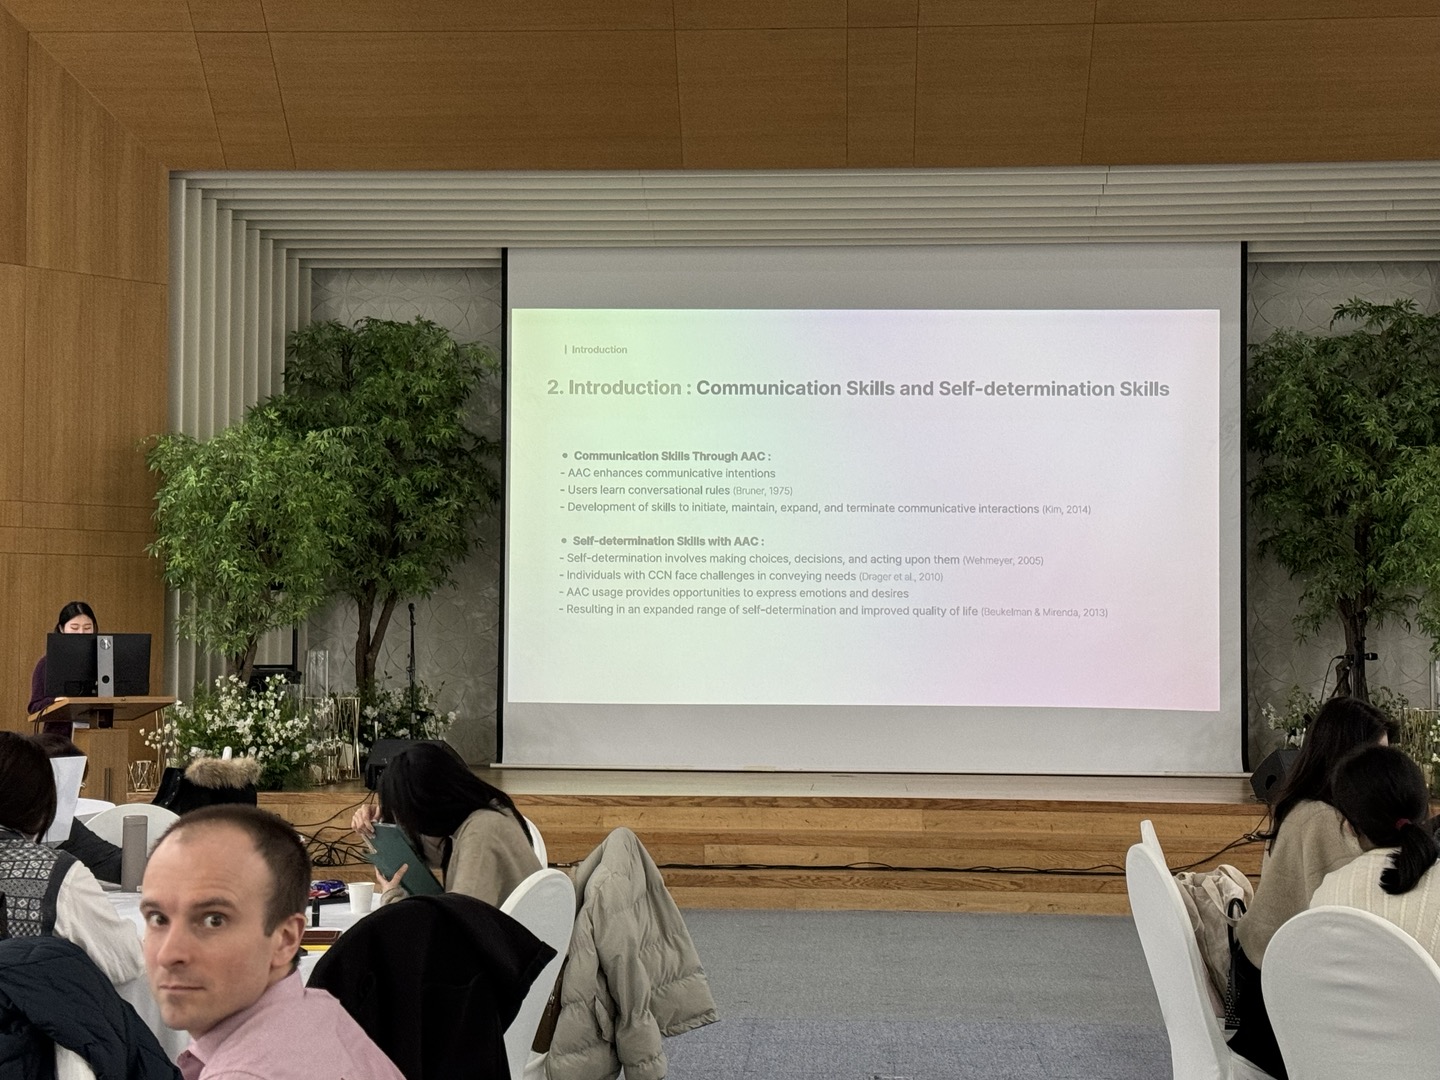 | Introduction
2. Introduction : Communication Skills and Self-determination Skills
• Communication Skills Through AAC :
- AAC enhances communicative intentions
- Users learn conversational rules (Bruner, 1975)
- Development of skills to initiate, maintain, expand, and terminate communicative interactions (Kim, 2014)
• Self-determination Skills with AAC :
- Self-determination involves making choices, decisions, and acting upon them (Wehmeyer, 2005)
- Individuals with CCN face challenges in conveying needs (Drager et al., 2010)
- AAC usage provides opportunities to express emotions and desires
- Resulting in an expanded range of self-determination and improved quality of life (Beukelman & Mirenda, 2013)